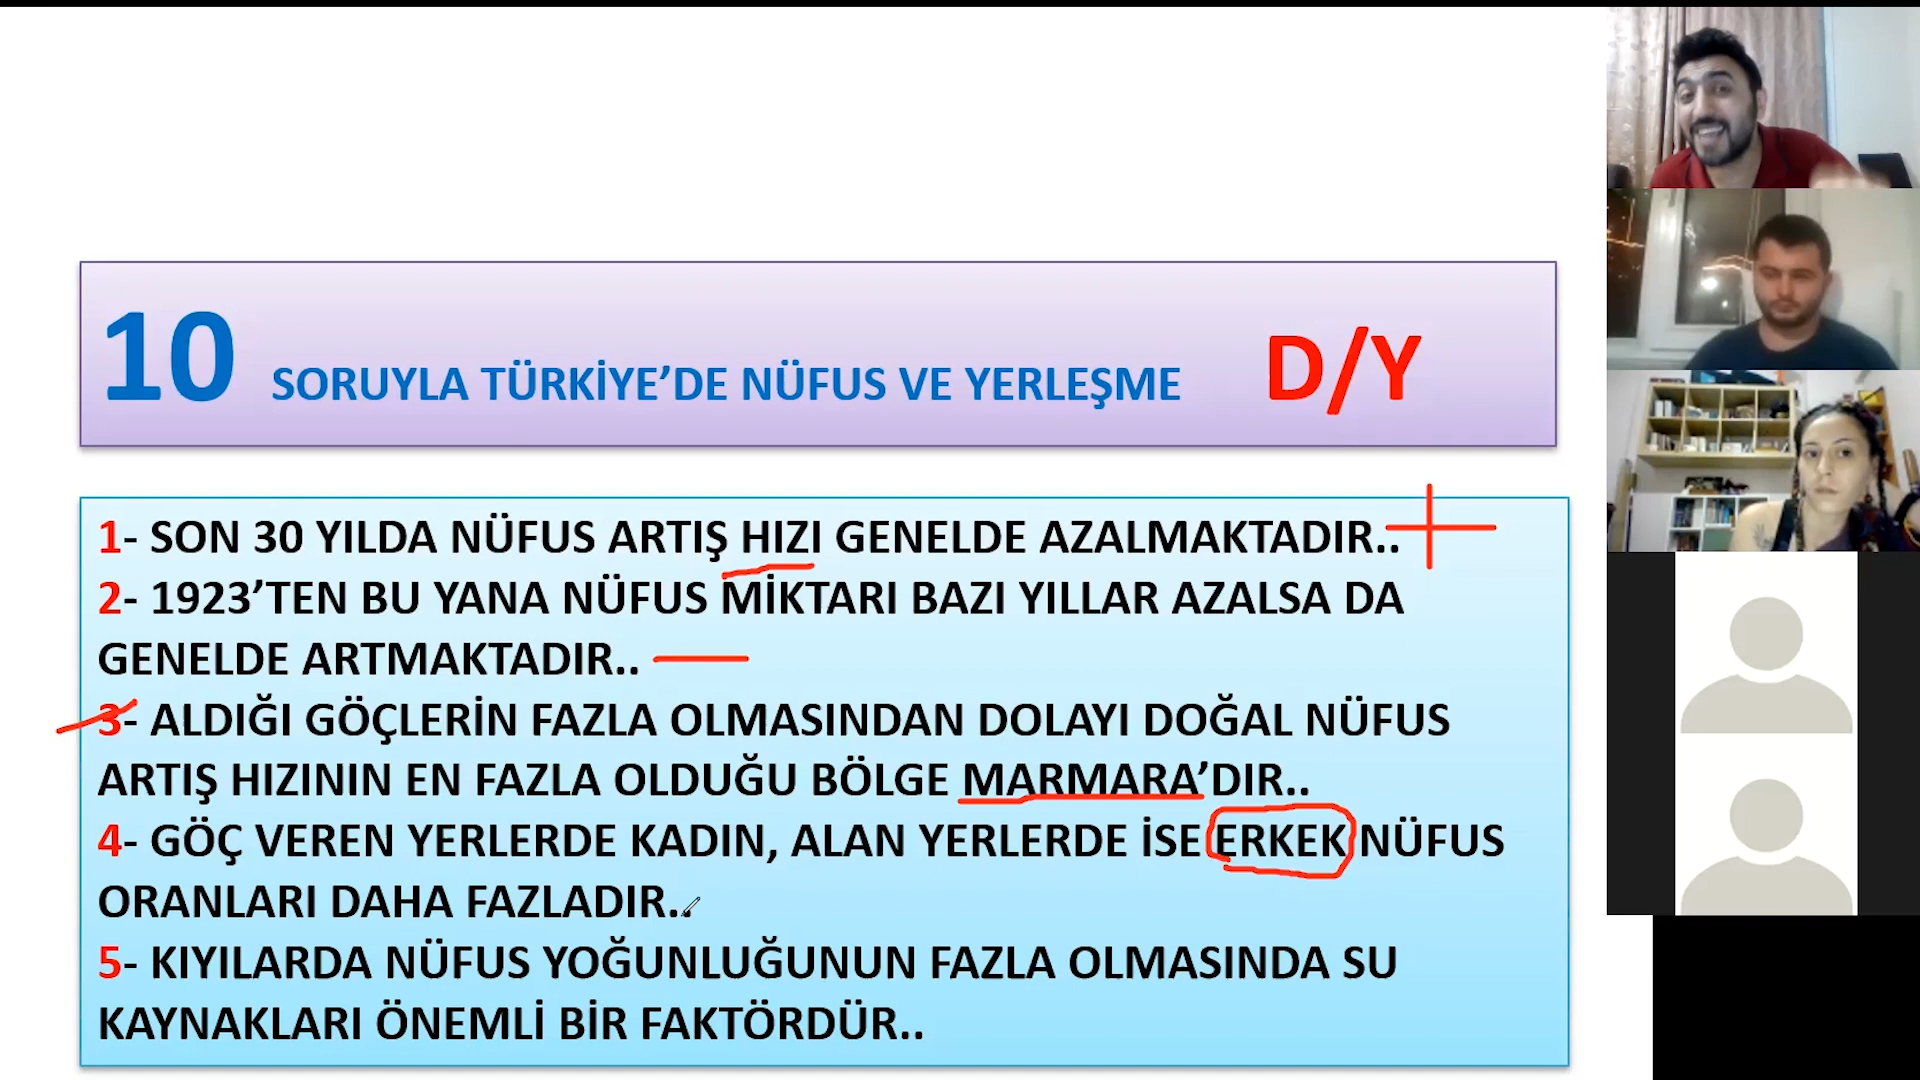 10 SORUYLA TÜRKİYE’DE NÜFUS VE YERLEŞME D/Y
1- SON 30 YILDA NÜFUS ARTIŞ HIZI GENELDE AZALMAKTADIR..
2- 1923’TEN BU YANA NÜFUS MİKTARI BAZI YILLAR AZALSA DA
GENELDE ARTMAKTADIR..
3- ALDIĞI GÖÇLERİN FAZLA OLMASINDAN DOLAYI DOĞAL NÜFUS
ARTIŞ HIZININ EN FAZLA OLDUĞU BÖLGE MARMARA’DIR..
4- GÖÇ VEREN YERLERDE KADIN, ALAN YERLERDE İSE ERKEK NÜFUS
ORANLARI DAHA FAZLADIR..
5- KIYILARDA NÜFUS YOĞUNLUĞUNUN FAZLA OLMASINDA SU
KAYNAKLARI ÖNEMLİ BİR FAKTÖRDÜR..